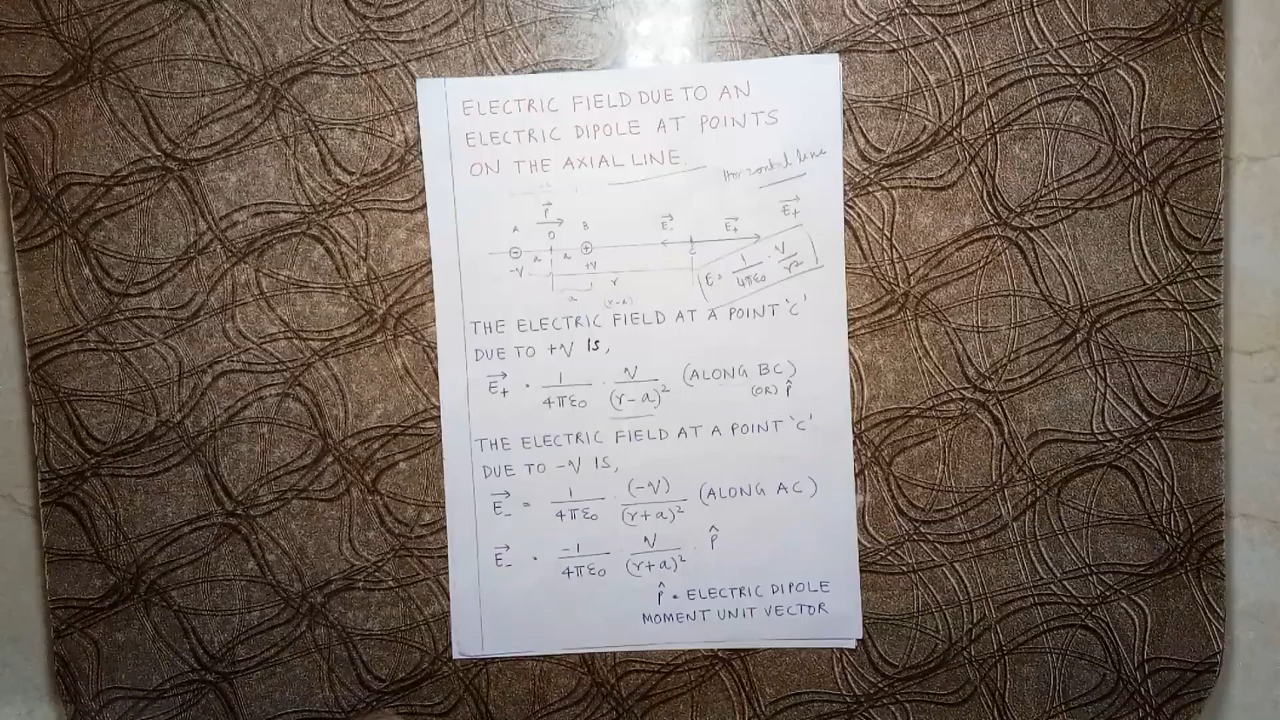 ELECTRIC FIELD DUE TO AN
ELECTRIC DIPOLE AT POINTS
ON THE AXIAL LINE.
Horizontal line
p⃗
A O B E⃗₋ E⃗₊ E⃗₊
⊖ a a ⊕ C
-q +q r
E = 1/4πε₀ · q/r²
a (r-a)
THE ELECTRIC FIELD AT A POINT 'C'
DUE TO +q IS,
E⃗₊ = 1/4πε₀ · q/(r-a)² (ALONG BC)
(OR) p̂
THE ELECTRIC FIELD AT A POINT 'C'
DUE TO -q IS,
E⃗₋ = 1/4πε₀ · (-q)/(r+a)² (ALONG AC)
E⃗₋ = -1/4πε₀ · q/(r+a)² · p̂
p̂ = ELECTRIC DIPOLE
MOMENT UNIT VECTOR